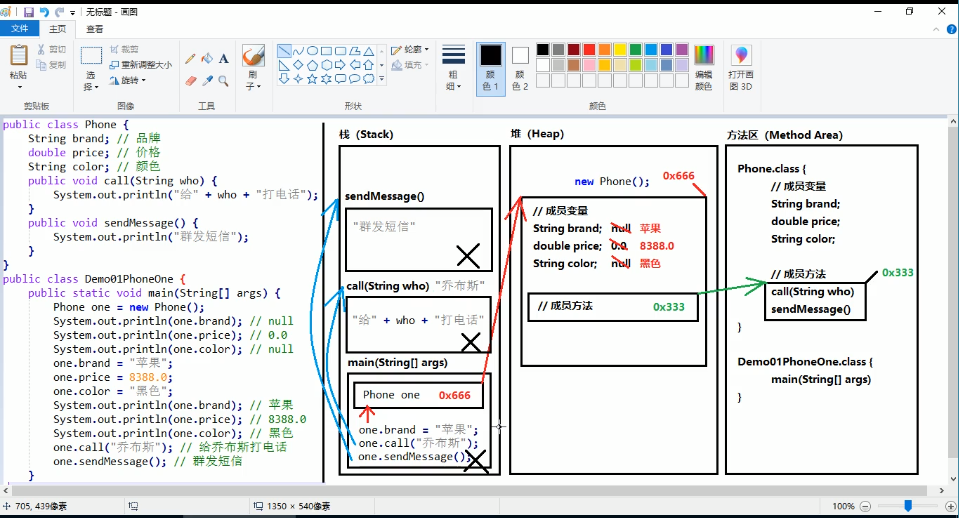 无标题 - 画图
文件
主页
查看
粘贴
剪切
复制
剪贴板
选择
裁剪
重新调整大小
旋转
图像
A
工具
刷子
轮廓
填充
形状
粗细
颜色 1
颜色 2
编辑颜色
颜色
打开画图 3D
public class Phone {
String brand; // 品牌
double price; // 价格
String color; // 颜色
public void call(String who) {
System.out.println("给" + who + "打电话");
}
public void sendMessage() {
System.out.println("群发短信");
}
}
public class Demo01PhoneOne {
public static void main(String[] args) {
Phone one = new Phone();
System.out.println(one.brand); // null
System.out.println(one.price); // 0.0
System.out.println(one.color); // null
one.brand = "苹果";
one.price = 8388.0;
one.color = "黑色";
System.out.println(one.brand); // 苹果
System.out.println(one.price); // 8388.0
System.out.println(one.color); // 黑色
one.call("乔布斯"); // 给乔布斯打电话
one.sendMessage(); // 群发短信
}
栈（Stack）
sendMessage()
"群发短信"
call(String who) "乔布斯"
"给" + who + "打电话"
main(String[] args)
Phone one 0x666
one.brand = "苹果";
one.call("乔布斯");
one.sendMessage();
堆（Heap）
new Phone(); 0x666
// 成员变量
String brand; null 苹果
double price; 0.0 8388.0
String color; null 黑色
// 成员方法 0x333
方法区（Method Area）
Phone.class {
// 成员变量
String brand;
double price;
String color;
// 成员方法 0x333
call(String who)
sendMessage()
}
Demo01PhoneOne.class {
main(String[] args)
}
705, 439像素
1350 × 540像素
100%